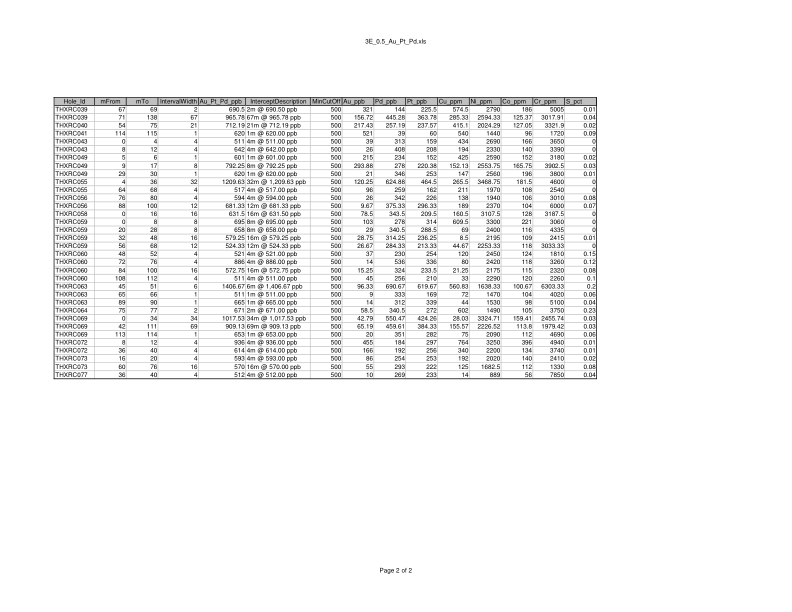 3E_0.5_Au_Pt_Pd.xls
Hole_Id mFrom mTo IntervalWidth Au_Pt_Pd_ppb InterceptDescription MinCutOff Au_ppb Pd_ppb Pt_ppb Cu_ppm Ni_ppm Co_ppm Cr_ppm S_pct
THXRC039 67 69 2 690.5 2m @ 690.50 ppb 500 321 144 225.5 574.5 2790 186 5005 0.01
THXRC039 71 138 67 965.78 67m @ 965.78 ppb 500 156.72 445.28 363.78 285.33 2594.33 125.37 3017.91 0.04
THXRC040 54 75 21 712.19 21m @ 712.19 ppb 500 217.43 257.19 237.57 415.1 2024.29 127.05 3321.9 0.02
THXRC041 114 115 1 620 1m @ 620.00 ppb 500 521 39 60 540 1440 96 1720 0.09
THXRC043 0 4 4 511 4m @ 511.00 ppb 500 39 313 159 434 2690 166 3650 0
THXRC043 8 12 4 642 4m @ 642.00 ppb 500 26 408 208 194 2330 140 3390 0
THXRC049 5 6 1 601 1m @ 601.00 ppb 500 215 234 152 425 2590 152 3180 0.02
THXRC049 9 17 8 792.25 8m @ 792.25 ppb 500 293.88 278 220.38 152.13 2553.75 165.75 3902.5 0.03
THXRC049 29 30 1 620 1m @ 620.00 ppb 500 21 346 253 147 2560 196 3800 0.01
THXRC055 4 36 32 1209.63 32m @ 1,209.63 ppb 500 120.25 624.88 464.5 265.5 3468.75 181.5 4600 0
THXRC055 64 68 4 517 4m @ 517.00 ppb 500 96 259 162 211 1970 108 2540 0
THXRC056 76 80 4 594 4m @ 594.00 ppb 500 26 342 226 138 1940 106 3010 0.08
THXRC056 88 100 12 681.33 12m @ 681.33 ppb 500 9.67 375.33 296.33 189 2370 104 6000 0.07
THXRC058 0 16 16 631.5 16m @ 631.50 ppb 500 78.5 343.5 209.5 160.5 3107.5 128 3187.5 0
THXRC059 0 8 8 695 8m @ 695.00 ppb 500 103 278 314 609.5 3300 221 3060 0
THXRC059 20 28 8 658 8m @ 658.00 ppb 500 29 340.5 288.5 69 2400 116 4335 0
THXRC059 32 48 16 579.25 16m @ 579.25 ppb 500 28.75 314.25 236.25 8.5 2195 109 2415 0.01
THXRC059 56 68 12 524.33 12m @ 524.33 ppb 500 26.67 284.33 213.33 44.67 2253.33 118 3033.33 0
THXRC060 48 52 4 521 4m @ 521.00 ppb 500 37 230 254 120 2450 124 1810 0.15
THXRC060 72 76 4 886 4m @ 886.00 ppb 500 14 536 336 80 2420 118 3260 0.12
THXRC060 84 100 16 572.75 16m @ 572.75 ppb 500 15.25 324 233.5 21.25 2175 115 2320 0.08
THXRC060 108 112 4 511 4m @ 511.00 ppb 500 45 256 210 33 2290 120 2260 0.1
THXRC063 45 51 6 1406.67 6m @ 1,406.67 ppb 500 96.33 690.67 619.67 560.83 1638.33 100.67 6303.33 0.2
THXRC063 65 66 1 511 1m @ 511.00 ppb 500 9 333 169 72 1470 104 4020 0.06
THXRC063 89 90 1 665 1m @ 665.00 ppb 500 14 312 339 44 1530 98 5100 0.04
THXRC064 75 77 2 671 2m @ 671.00 ppb 500 58.5 340.5 272 602 1490 105 3750 0.23
THXRC069 0 34 34 1017.53 34m @ 1,017.53 ppb 500 42.79 550.47 424.26 28.03 3324.71 159.41 2455.74 0.03
THXRC069 42 111 69 909.13 69m @ 909.13 ppb 500 65.19 459.61 384.33 155.57 2226.52 113.8 1979.42 0.03
THXRC069 113 114 1 653 1m @ 653.00 ppb 500 20 351 282 75 2090 112 4690 0.06
THXRC072 8 12 4 936 4m @ 936.00 ppb 500 455 184 297 764 3250 396 4940 0.01
THXRC072 36 40 4 614 4m @ 614.00 ppb 500 166 192 256 340 2200 134 3740 0.01
THXRC073 16 20 4 593 4m @ 593.00 ppb 500 86 254 253 192 2020 140 2410 0.02
THXRC073 60 76 16 570 16m @ 570.00 ppb 500 55 293 222 125 1682.5 112 1330 0.08
THXRC077 36 40 4 512 4m @ 512.00 ppb 500 10 269 233 14 889 56 7850 0.04
Page 2 of 2